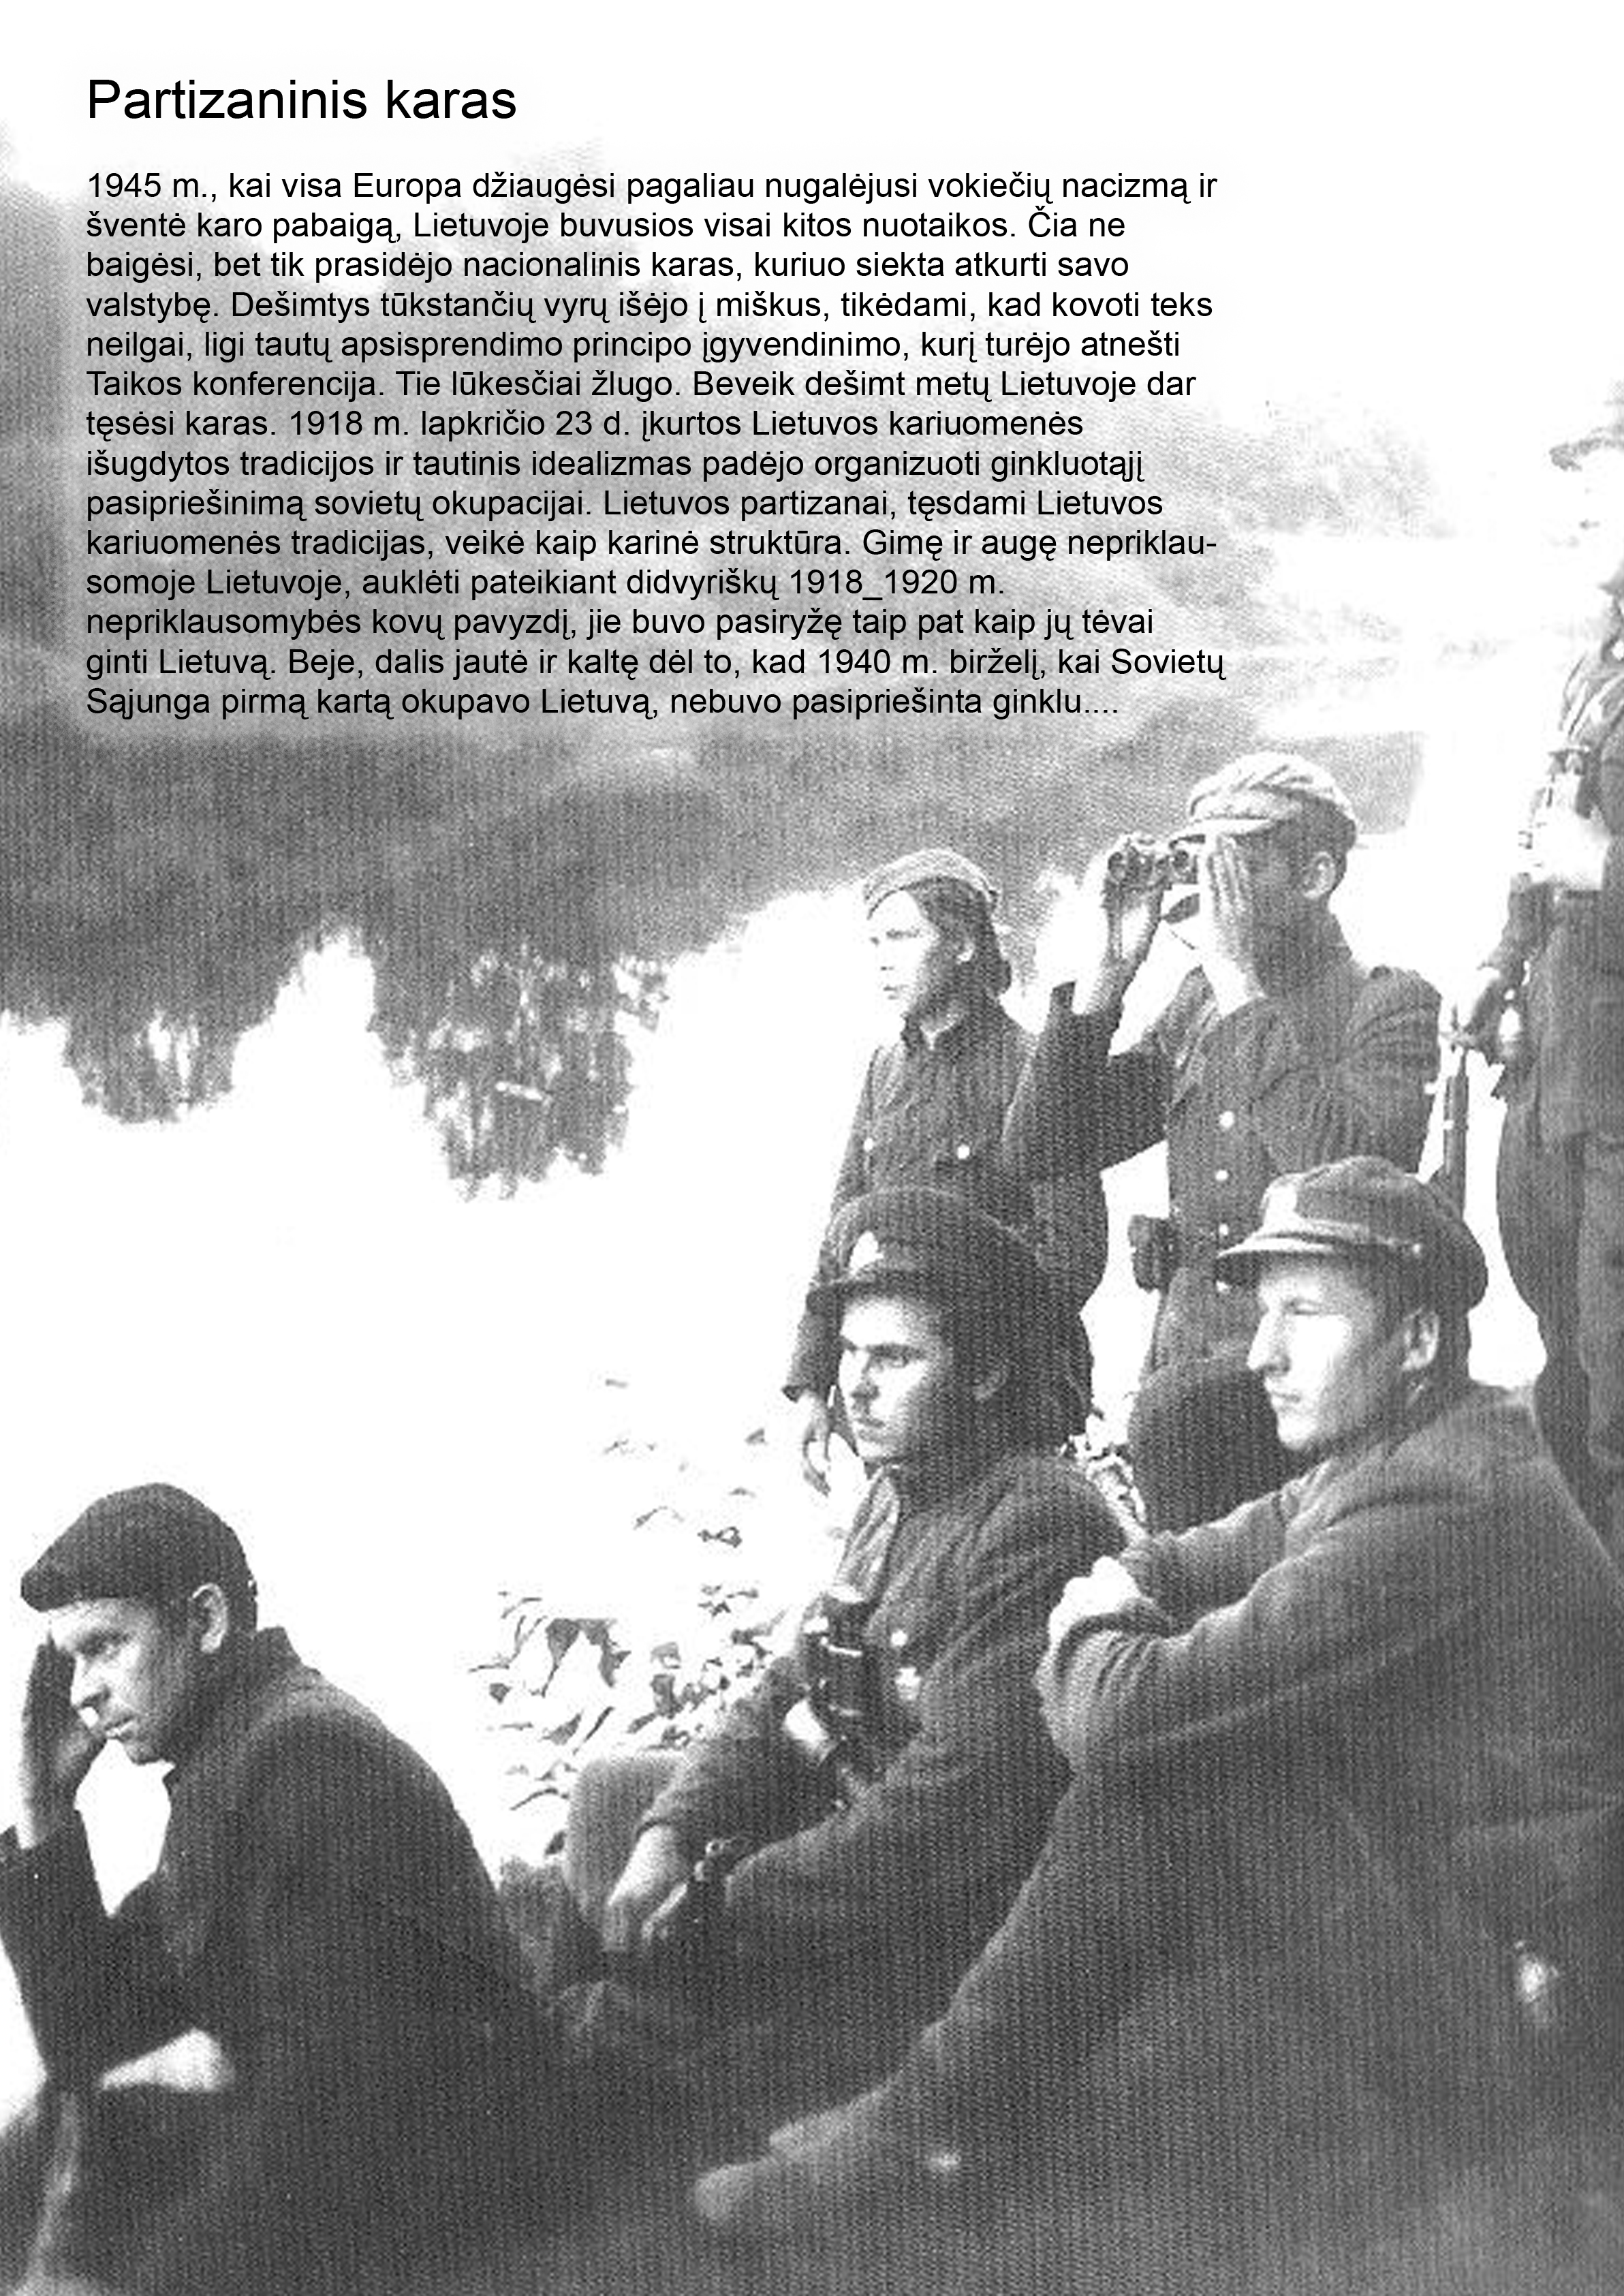 Partizaninis karas
1945 m., kai visa Europa džiaugėsi pagaliau nugalėjusi vokiečių nacizmą ir
šventė karo pabaigą, Lietuvoje buvusios visai kitos nuotaikos. Čia ne
baigėsi, bet tik prasidėjo nacionalinis karas, kuriuo siekta atkurti savo
valstybę. Dešimtys tūkstančių vyrų išėjo į miškus, tikėdami, kad kovoti teks
neilgai, ligi tautų apsisprendimo principo įgyvendinimo, kurį turėjo atnešti
Taikos konferencija. Tie lūkesčiai žlugo. Beveik dešimt metų Lietuvoje dar
tęsėsi karas. 1918 m. lapkričio 23 d. įkurtos Lietuvos kariuomenės
išugdytos tradicijos ir tautinis idealizmas padėjo organizuoti ginkluotąjį
pasipriešinimą sovietų okupacijai. Lietuvos partizanai, tęsdami Lietuvos
kariuomenės tradicijas, veikė kaip karinė struktūra. Gimę ir augę nepriklau-
somoje Lietuvoje, auklėti pateikiant didvyriškų 1918_1920 m.
nepriklausomybės kovų pavyzdį, jie buvo pasiryžę taip pat kaip jų tėvai
ginti Lietuvą. Beje, dalis jautė ir kaltę dėl to, kad 1940 m. birželį, kai Sovietų
Sąjunga pirmą kartą okupavo Lietuvą, nebuvo pasipriešinta ginklu....